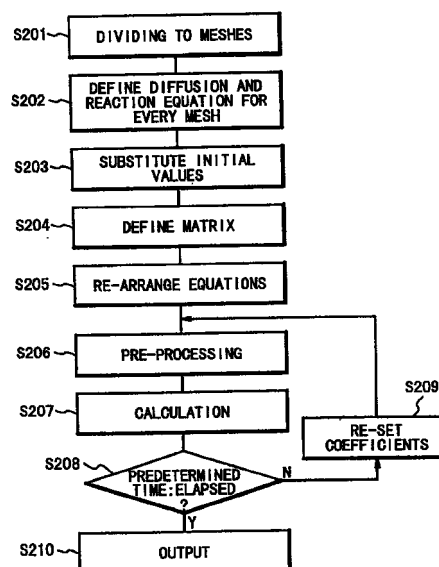 S201
DIVIDING TO MESHES
S202
DEFINE DIFFUSION AND
REACTION EQUATION FOR
EVERY MESH
S203
SUBSTITUTE INITIAL
VALUES
S204
DEFINE MATRIX
S205
RE-ARRANGE EQUATIONS
S206
PRE-PROCESSING
S207
CALCULATION
S209
RE-SET
COEFFICIENTS
S208
PREDETERMINED
TIME:ELAPSED
?
N
Y
S210
OUTPUT